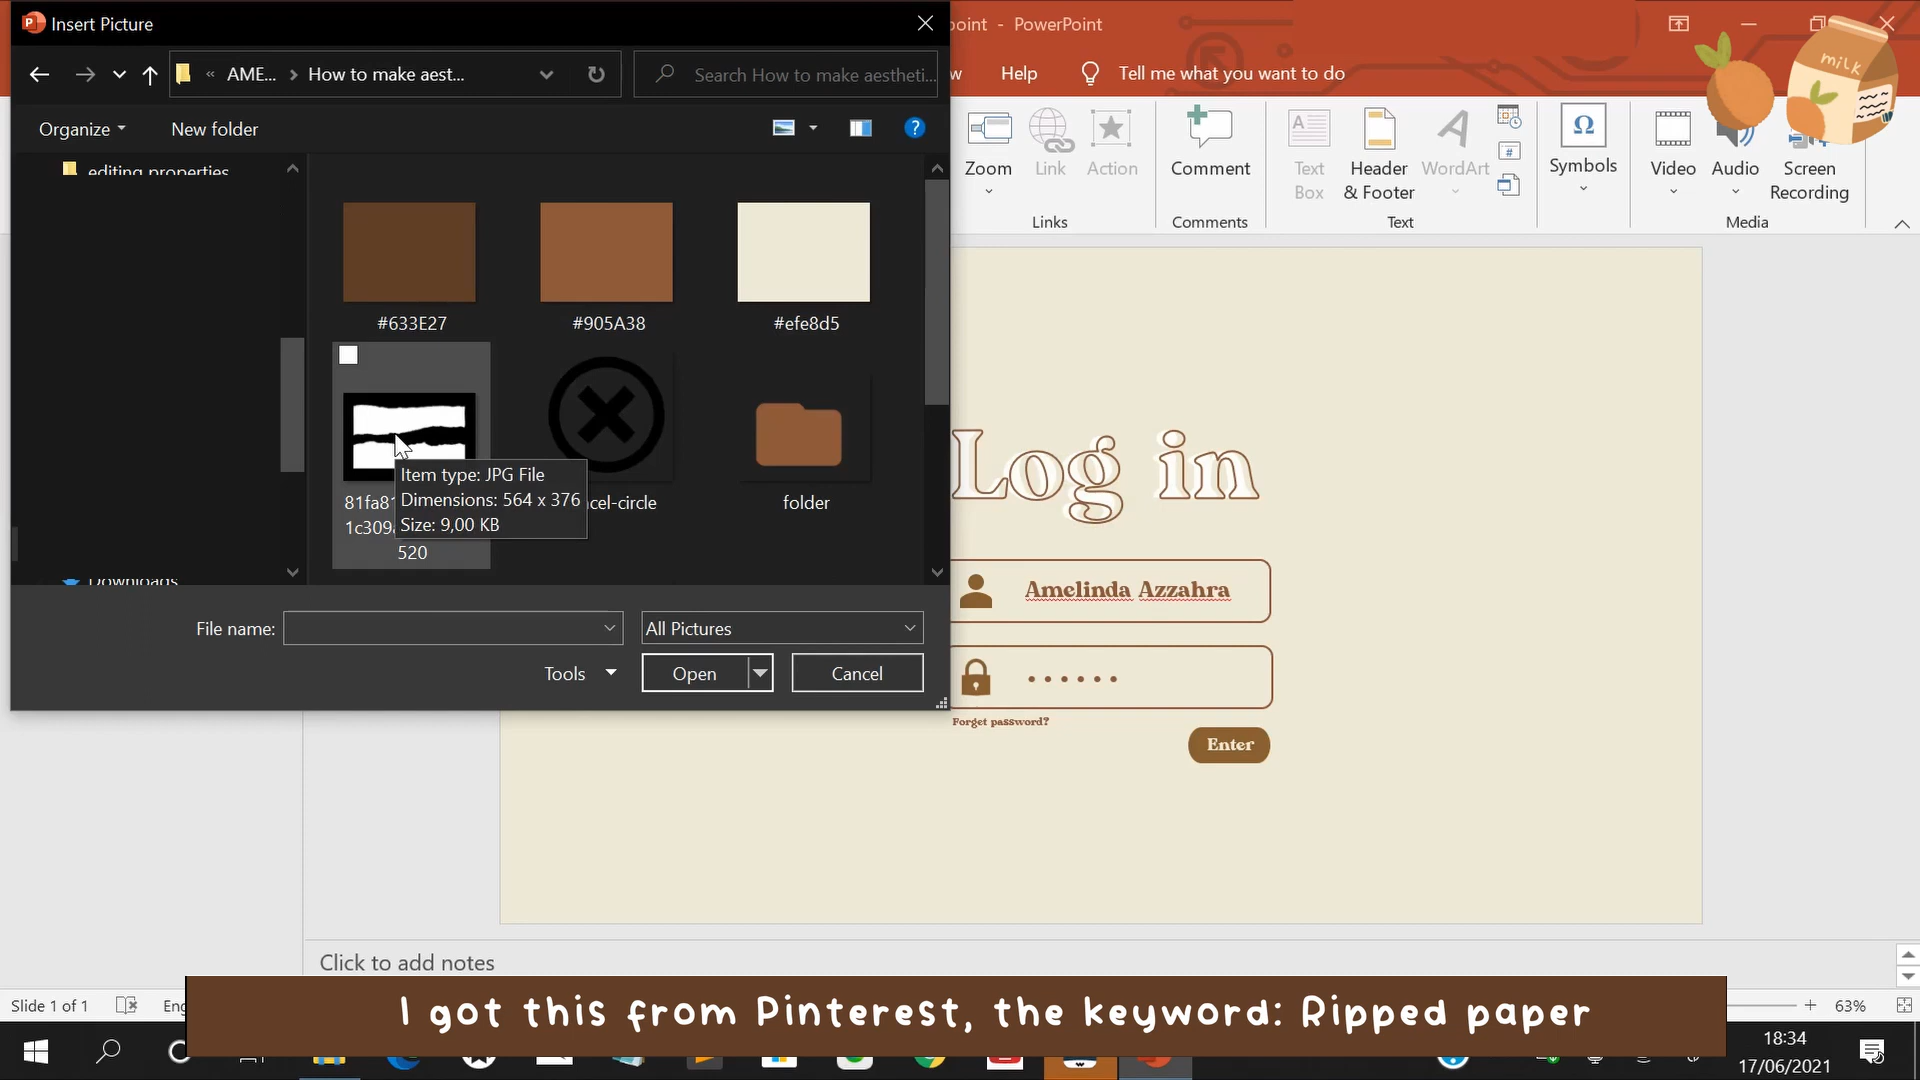 Insert Picture
point - PowerPoint
AME... How to make aest...
Search How to make aestheti...
w
Help
Tell me what you want to do
milk
Organize
New folder
Zoom
Link
Action
Comment
Text Box
Header & Footer
WordArt
Symbols
Video
Audio
Screen Recording
Links
Comments
Text
Media
editing properties
#633E27
#905A38
#efe8d5
81fa8
1c309
520
cel-circle
folder
Item type: JPG File
Dimensions: 564 x 376
Size: 9,00 KB
Downloads
File name:
All Pictures
Tools
Open
Cancel
Log in
Amelinda Azzahra
••••••
Forget password?
Enter
Click to add notes
Slide 1 of 1
Eng
63%
I got this from Pinterest, the keyword: Ripped paper
18:34
17/06/2021